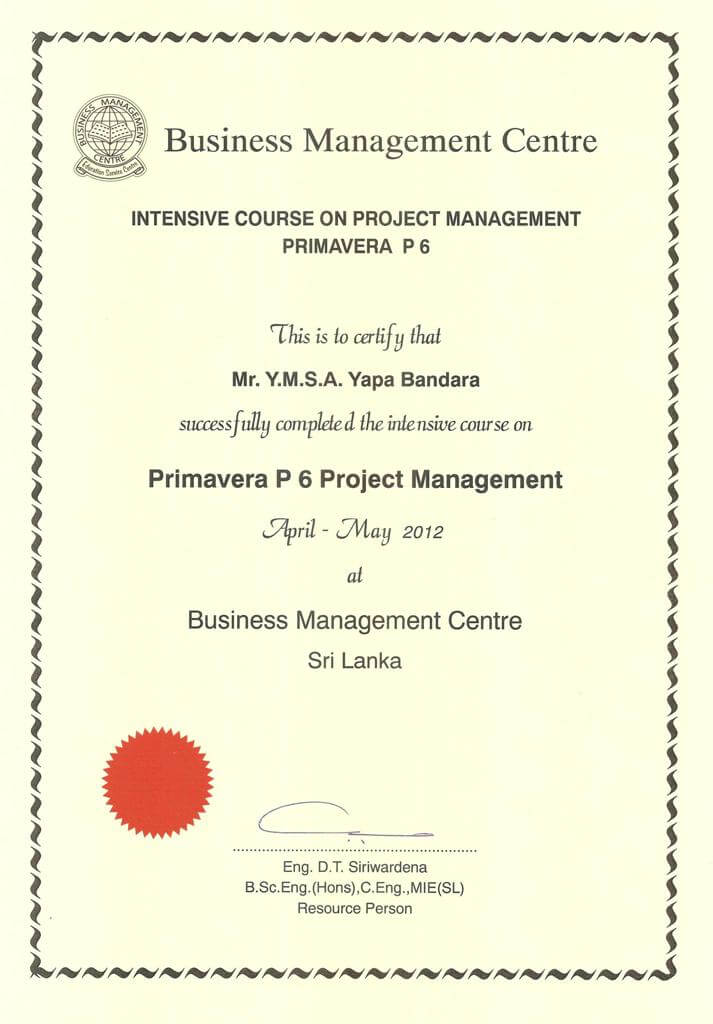 BUSINESS MANAGEMENT
CENTRE
Education Service Centre
Business Management Centre
INTENSIVE COURSE ON PROJECT MANAGEMENT
PRIMAVERA P 6
This is to certify that
Mr. Y.M.S.A. Yapa Bandara
successfully completed the intensive course on
Primavera P 6 Project Management
April - May 2012
at
Business Management Centre
Sri Lanka
Eng. D.T. Siriwardena
B.Sc.Eng.(Hons),C.Eng.,MIE(SL)
Resource Person